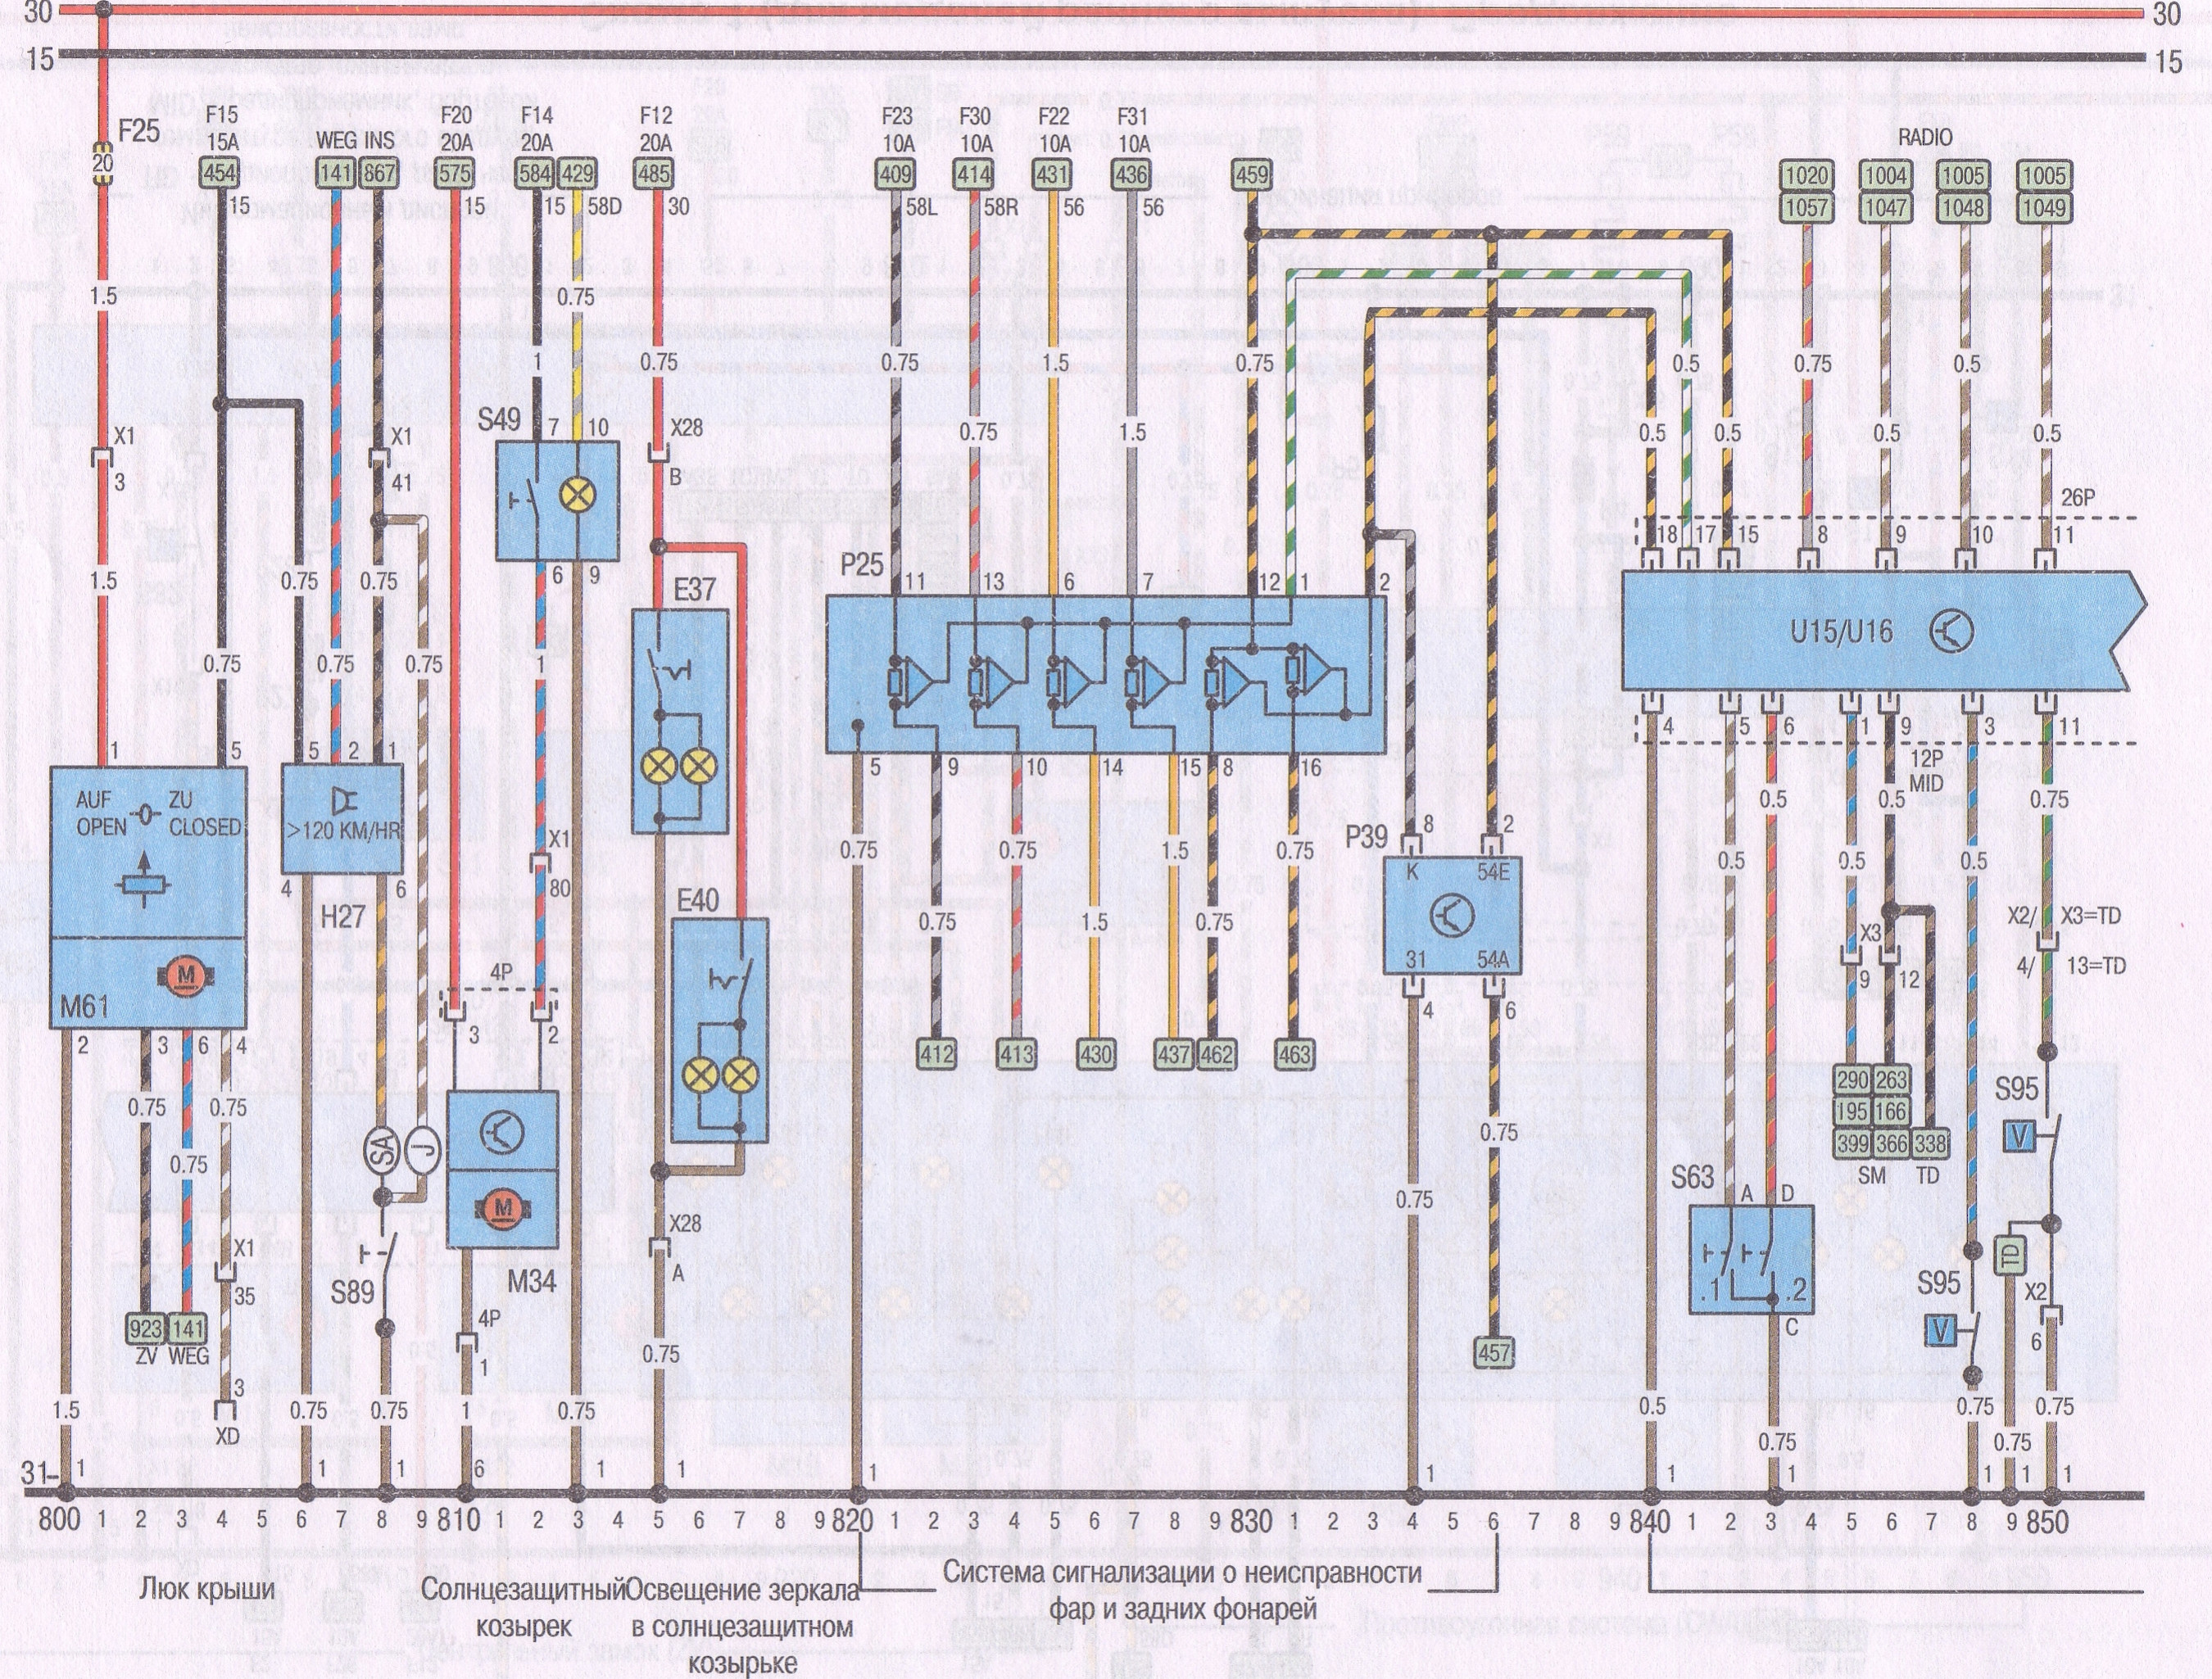 30 30
15 15
F25 F15 F20 F14 F12 F23 F30 F22 F31 RADIO
20 15A WEG INS 20A 20A 20A 10A 10A 10A 10A
454 141 867 575 584 429 485 409 414 431 436 459 1020 1004 1005 1005
15 15 15 58D 30 58L 58R 56 56 1057 1047 1048 1049
1.5 0.75
1 0.75 0.75 1.5 0.75 0.5 0.75 0.5
S49 7 10 X28
X1 X1 0.75 1.5 0.5 0.5 0.5 0.5
3 41 B
26P
18 17 15 8 9 10 11
1.5 0.75 0.75 6 9 E37 P25 11 13 6 7 12 1 2
U15/U16
0.75 0.75 0.75 1
4 5 6 1 9 3 11
1 5 5 2 1 5 9 10 14 15 8 16 12P
MID
AUF ZU 0.5 0.5 0.75
OPEN 0 CLOSED >120 KM/HR X1 P39 8 2
0.75 0.75 1.5 0.75 0.5 0.5 0.5
4 6 80 K 54E
H27 E40 0.75 1.5 0.75 X2/ X3=TD
X3
4P 31 54A 4/ 13=TD
M61 M 9 12
3 2 4 6
2 3 6 4 412 413 430 437 462 463
290 263 S95
0.75 0.75 195 166 V
SA J 0.75 399 366 338
0.75 SM TD
S63 A D
M 0.75
X1 X28 TD
35 S89 M34 A .1 .2 S95 X2
923 141 4P C V 6
ZV WEG 1 0.75 457
3
XD
1.5 0.75 0.75 1 0.75 0.5 0.75 0.75
0.75 0.75
31 1 1 1 6 1 1 1 1 1 1 1 1 1
800 1 2 3 4 5 6 7 8 9 810 1 2 3 4 5 6 7 8 9 820 1 2 3 4 5 6 7 8 9 830 1 2 3 4 5 6 7 8 9 840 1 2 3 4 5 6 7 8 9 850
Люк крыши
Солнцезащитный
козырек
Освещение зеркала
в солнцезащитном
козырьке
Система сигнализации о неисправности
фар и задних фонарей